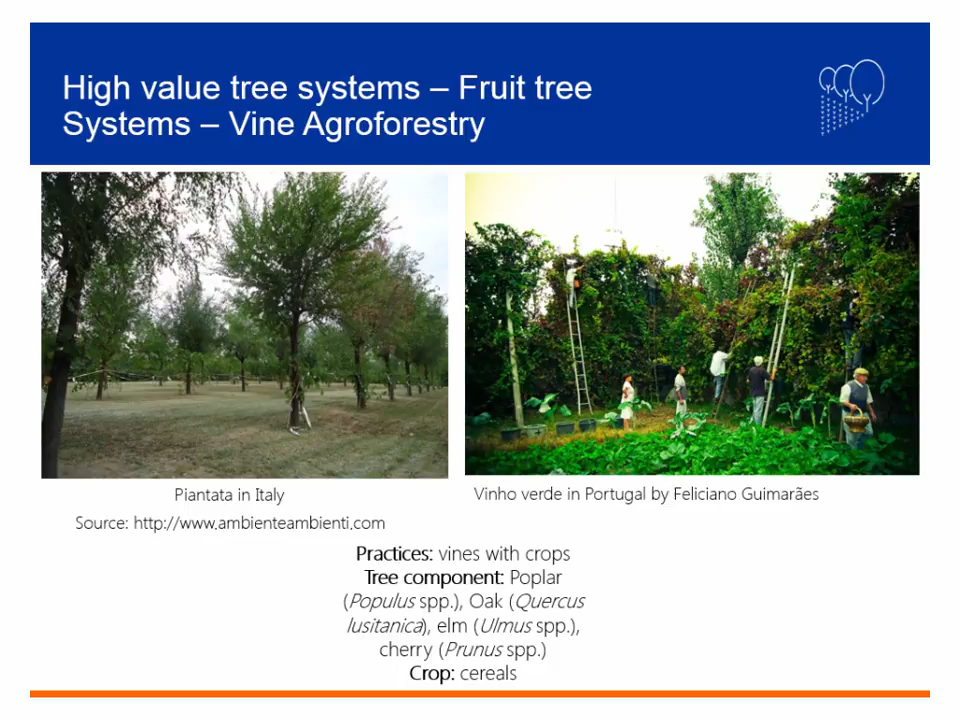 High value tree systems – Fruit tree
Systems – Vine Agroforestry
Piantata in Italy
Source: http://www.ambienteambienti.com
Vinho verde in Portugal by Feliciano Guimarães
Practices: vines with crops
Tree component: Poplar
(Populus spp.), Oak (Quercus
lusitanica), elm (Ulmus spp.),
cherry (Prunus spp.)
Crop: cereals